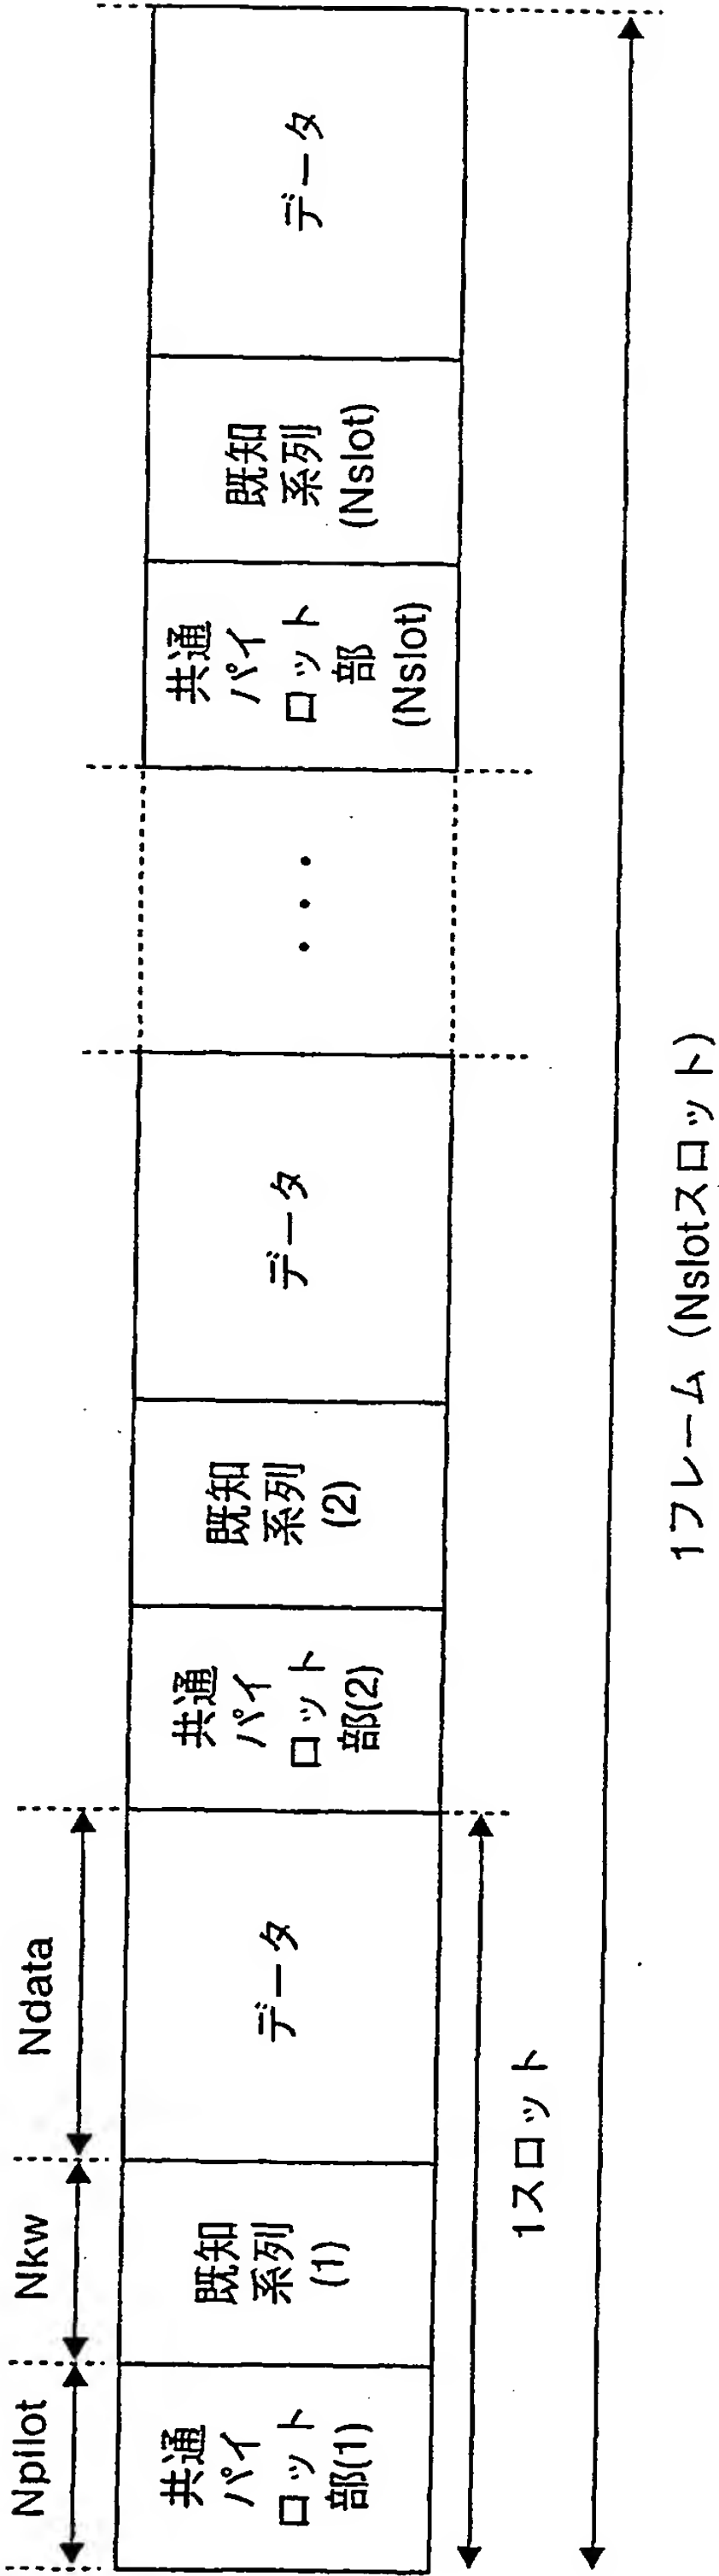 Npilot
Nkw
Ndata
共通
パイ
ロット
部(1)
既知
系列
(1)
データ
共通
パイ
ロット
部(2)
既知
系列
(2)
データ
・・・
共通
パイ
ロット
部
(Nslot)
既知
系列
(Nslot)
データ
1スロット
1フレーム (Nslotスロット)